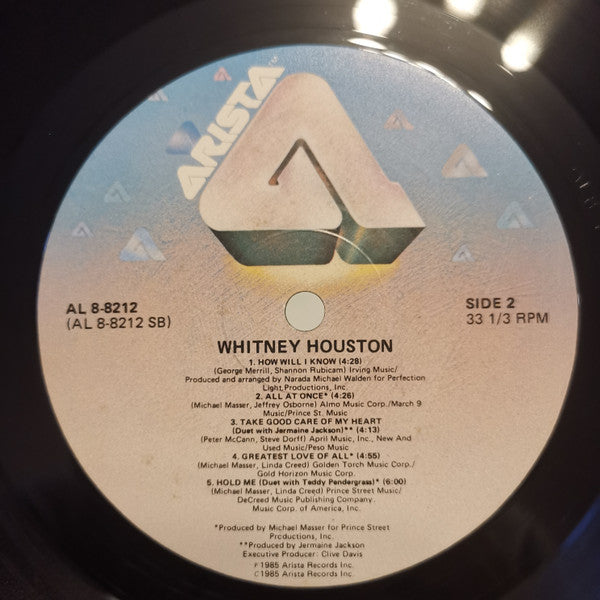 ARISTA
AL 8-8212
(AL 8-8212 SB)
SIDE 2
33 1/3 RPM
WHITNEY HOUSTON
1. HOW WILL I KNOW (4:28)
(George Merrill, Shannon Rubicam) Irving Music/
Produced and arranged by Narada Michael Walden for Perfection
Light Productions, Inc.
2. ALL AT ONCE* (4:26)
(Michael Masser, Jeffrey Osborne) Almo Music Corp./March 9
Music/Prince St. Music
3. TAKE GOOD CARE OF MY HEART
(Duet with Jermaine Jackson)** (4:13)
(Peter McCann, Steve Dorff) April Music, Inc., New And
Used Music/Peso Music
4. GREATEST LOVE OF ALL* (4:55)
(Michael Masser, Linda Creed) Golden Torch Music Corp./
Gold Horizon Music Corp.
5. HOLD ME (Duet with Teddy Pendergrass)* (6:00)
(Michael Masser, Linda Creed) Prince Street Music/
DeCreed Music Publishing Company.
Music Corp. of America, Inc.
*Produced by Michael Masser for Prince Street
Productions, Inc.
**Produced by Jermaine Jackson
Executive Producer: Clive Davis
℗1985 Arista Records Inc.
©1985 Arista Records Inc.